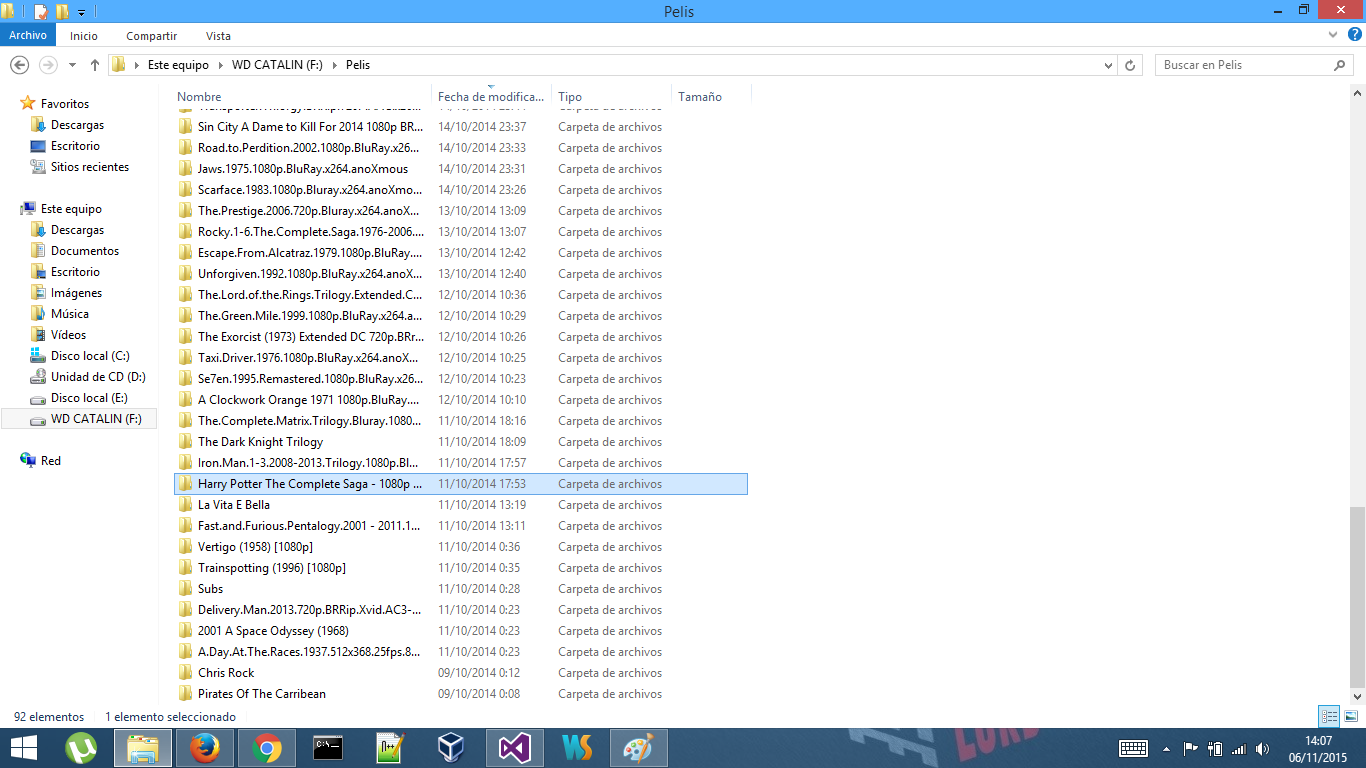 Pelis
Archivo Inicio Compartir Vista
Este equipo WD CATALIN (F:) Pelis Buscar en Pelis
Favoritos
Descargas
Escritorio
Sitios recientes
Este equipo
Descargas
Documentos
Escritorio
Imágenes
Música
Vídeos
Disco local (C:)
Unidad de CD (D:)
Disco local (E:)
WD CATALIN (F:)
Red
Nombre Fecha de modifica... Tipo Tamaño
Sin City A Dame to Kill For 2014 1080p BR... 14/10/2014 23:37 Carpeta de archivos
Road.to.Perdition.2002.1080p.BluRay.x26... 14/10/2014 23:33 Carpeta de archivos
Jaws.1975.1080p.BluRay.x264.anoXmous 14/10/2014 23:31 Carpeta de archivos
Scarface.1983.1080p.Bluray.x264.anoXmo... 14/10/2014 23:26 Carpeta de archivos
The.Prestige.2006.720p.Bluray.x264.anoX... 13/10/2014 13:09 Carpeta de archivos
Rocky.1-6.The.Complete.Saga.1976-2006.... 13/10/2014 13:07 Carpeta de archivos
Escape.From.Alcatraz.1979.1080p.BluRay.... 13/10/2014 12:42 Carpeta de archivos
Unforgiven.1992.1080p.BluRay.x264.anoX... 13/10/2014 12:40 Carpeta de archivos
The.Lord.of.the.Rings.Trilogy.Extended.C... 12/10/2014 10:36 Carpeta de archivos
The.Green.Mile.1999.1080p.BluRay.x264.a... 12/10/2014 10:29 Carpeta de archivos
The Exorcist (1973) Extended DC 720p.BRr... 12/10/2014 10:26 Carpeta de archivos
Taxi.Driver.1976.1080p.BluRay.x264.anoX... 12/10/2014 10:25 Carpeta de archivos
Se7en.1995.Remastered.1080p.BluRay.x26... 12/10/2014 10:23 Carpeta de archivos
A Clockwork Orange 1971 1080p.BluRay.... 12/10/2014 10:10 Carpeta de archivos
The.Complete.Matrix.Trilogy.Bluray.1080... 11/10/2014 18:16 Carpeta de archivos
The Dark Knight Trilogy 11/10/2014 18:09 Carpeta de archivos
Iron.Man.1-3.2008-2013.Trilogy.1080p.Bl... 11/10/2014 17:57 Carpeta de archivos
Harry Potter The Complete Saga - 1080p ... 11/10/2014 17:53 Carpeta de archivos
La Vita E Bella 11/10/2014 13:19 Carpeta de archivos
Fast.and.Furious.Pentalogy.2001 - 2011.1... 11/10/2014 13:11 Carpeta de archivos
Vertigo (1958) [1080p] 11/10/2014 0:36 Carpeta de archivos
Trainspotting (1996) [1080p] 11/10/2014 0:35 Carpeta de archivos
Subs 11/10/2014 0:28 Carpeta de archivos
Delivery.Man.2013.720p.BRRip.Xvid.AC3-... 11/10/2014 0:23 Carpeta de archivos
2001 A Space Odyssey (1968) 11/10/2014 0:23 Carpeta de archivos
A.Day.At.The.Races.1937.512x368.25fps.8... 11/10/2014 0:23 Carpeta de archivos
Chris Rock 09/10/2014 0:12 Carpeta de archivos
Pirates Of The Carribean 09/10/2014 0:08 Carpeta de archivos
92 elementos 1 elemento seleccionado
14:07
06/11/2015